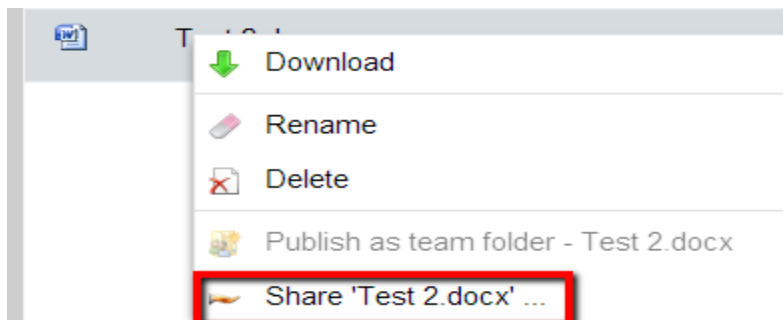 Download
Rename
Delete
Publish as team folder - Test 2.docx
Share 'Test 2.docx' ...